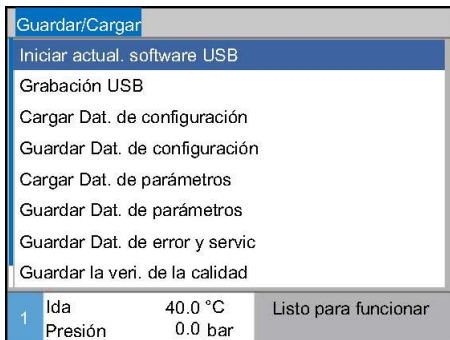 Guardar/Cargar
Iniciar actual. software USB
Grabación USB
Cargar Dat. de configuración
Guardar Dat. de configuración
Cargar Dat. de parámetros
Guardar Dat. de parámetros
Guardar Dat. de error y servic
Guardar la veri. de la calidad
1 Ida 40.0 °C Listo para funcionar
Presión 0.0 bar